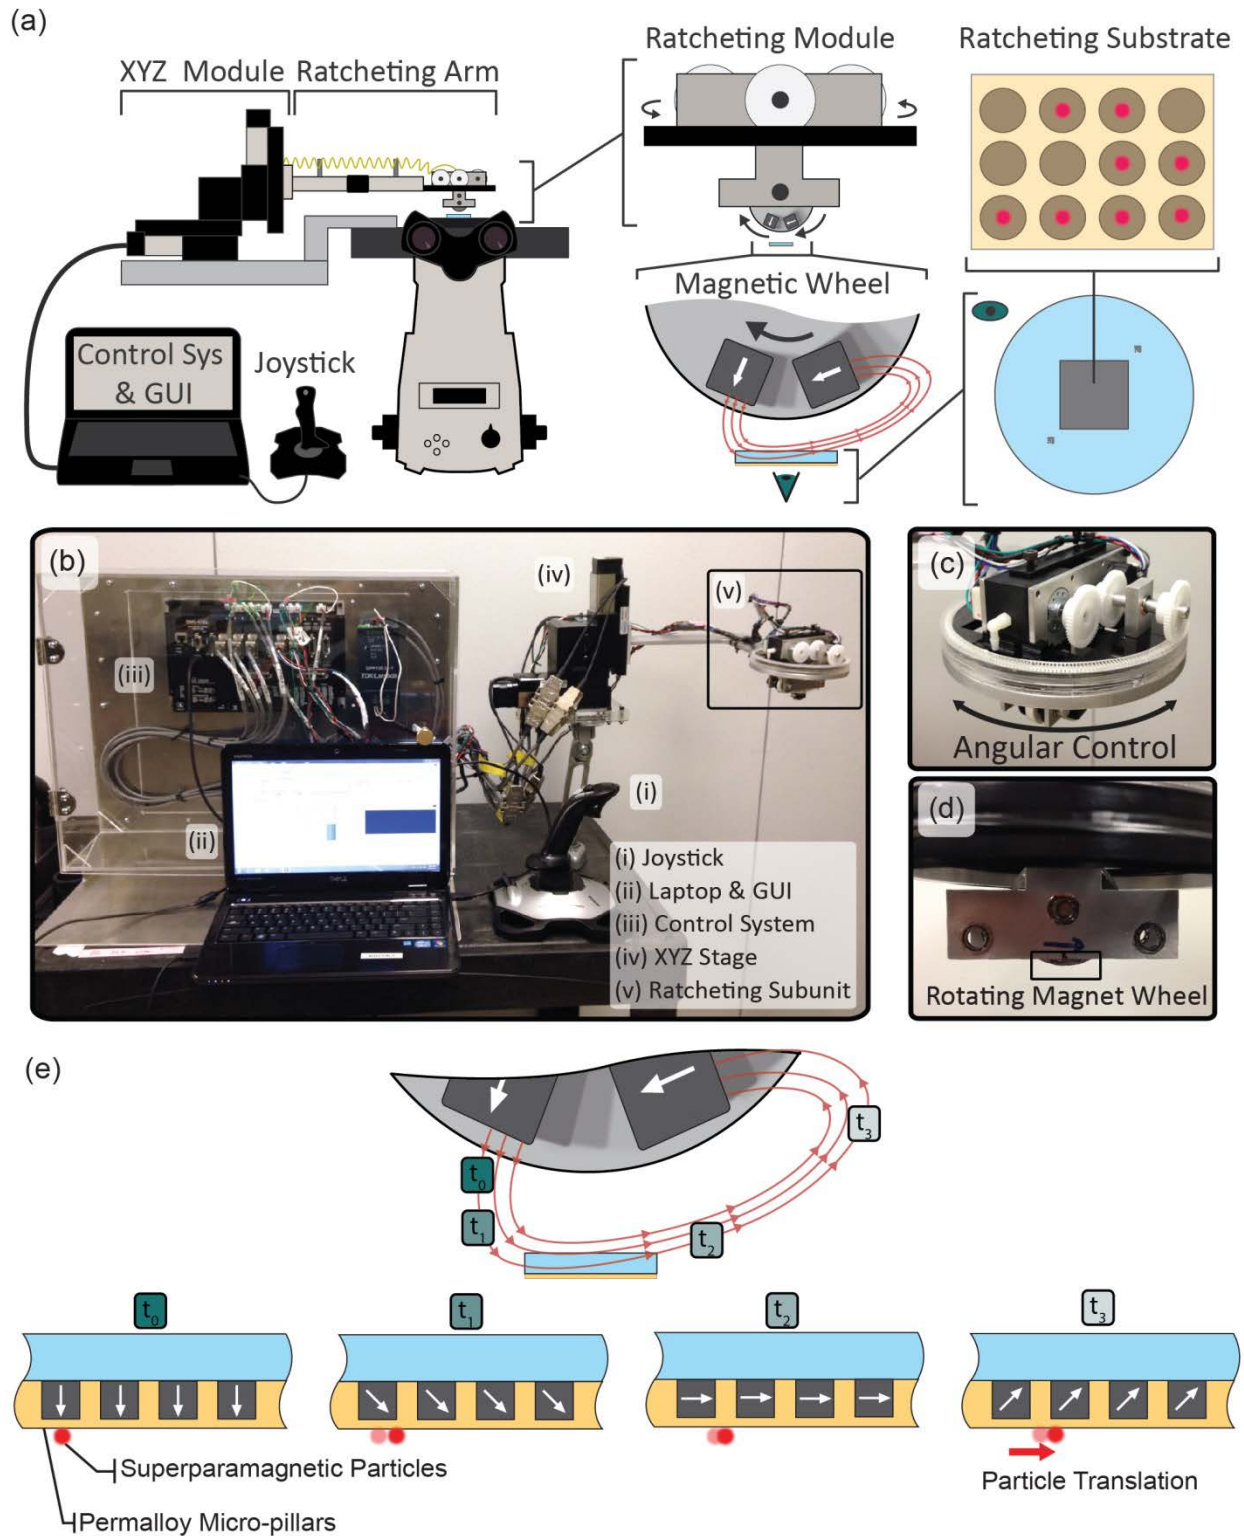 (a)
XYZ Module
Ratcheting Arm
Ratcheting Module
Ratcheting Substrate
Magnetic Wheel
Control Sys
& GUI
Joystick
(b)
(iv)
(v)
(iii)
(ii)
(i)
(i) Joystick
(ii) Laptop & GUI
(iii) Control System
(iv) XYZ Stage
(v) Ratcheting Subunit
(c)
Angular Control
(d)
Rotating Magnet Wheel
(e)
t0
t1
t2
t3
t0
t1
t2
t3
Superparamagnetic Particles
Permalloy Micro-pillars
Particle Translation